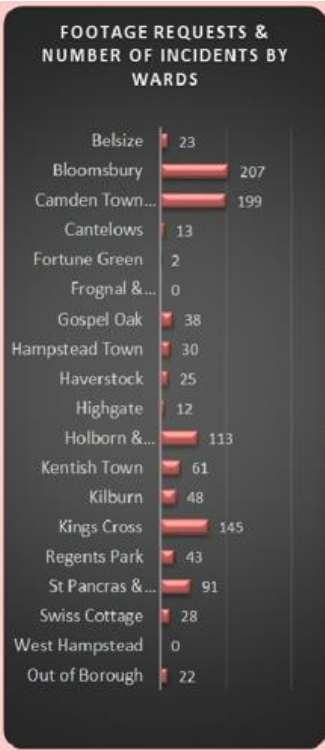 FOOTAGE REQUESTS &
NUMBER OF INCIDENTS BY
WARDS
Belsize 23
Bloomsbury 207
Camden Town... 199
Cantelows 13
Fortune Green 2
Frognal &... 0
Gospel Oak 38
Hampstead Town 30
Haverstock 25
Highgate 12
Holborn &... 113
Kentish Town 61
Kilburn 48
Kings Cross 145
Regents Park 43
St Pancras &... 91
Swiss Cottage 28
West Hampstead 0
Out of Borough 22